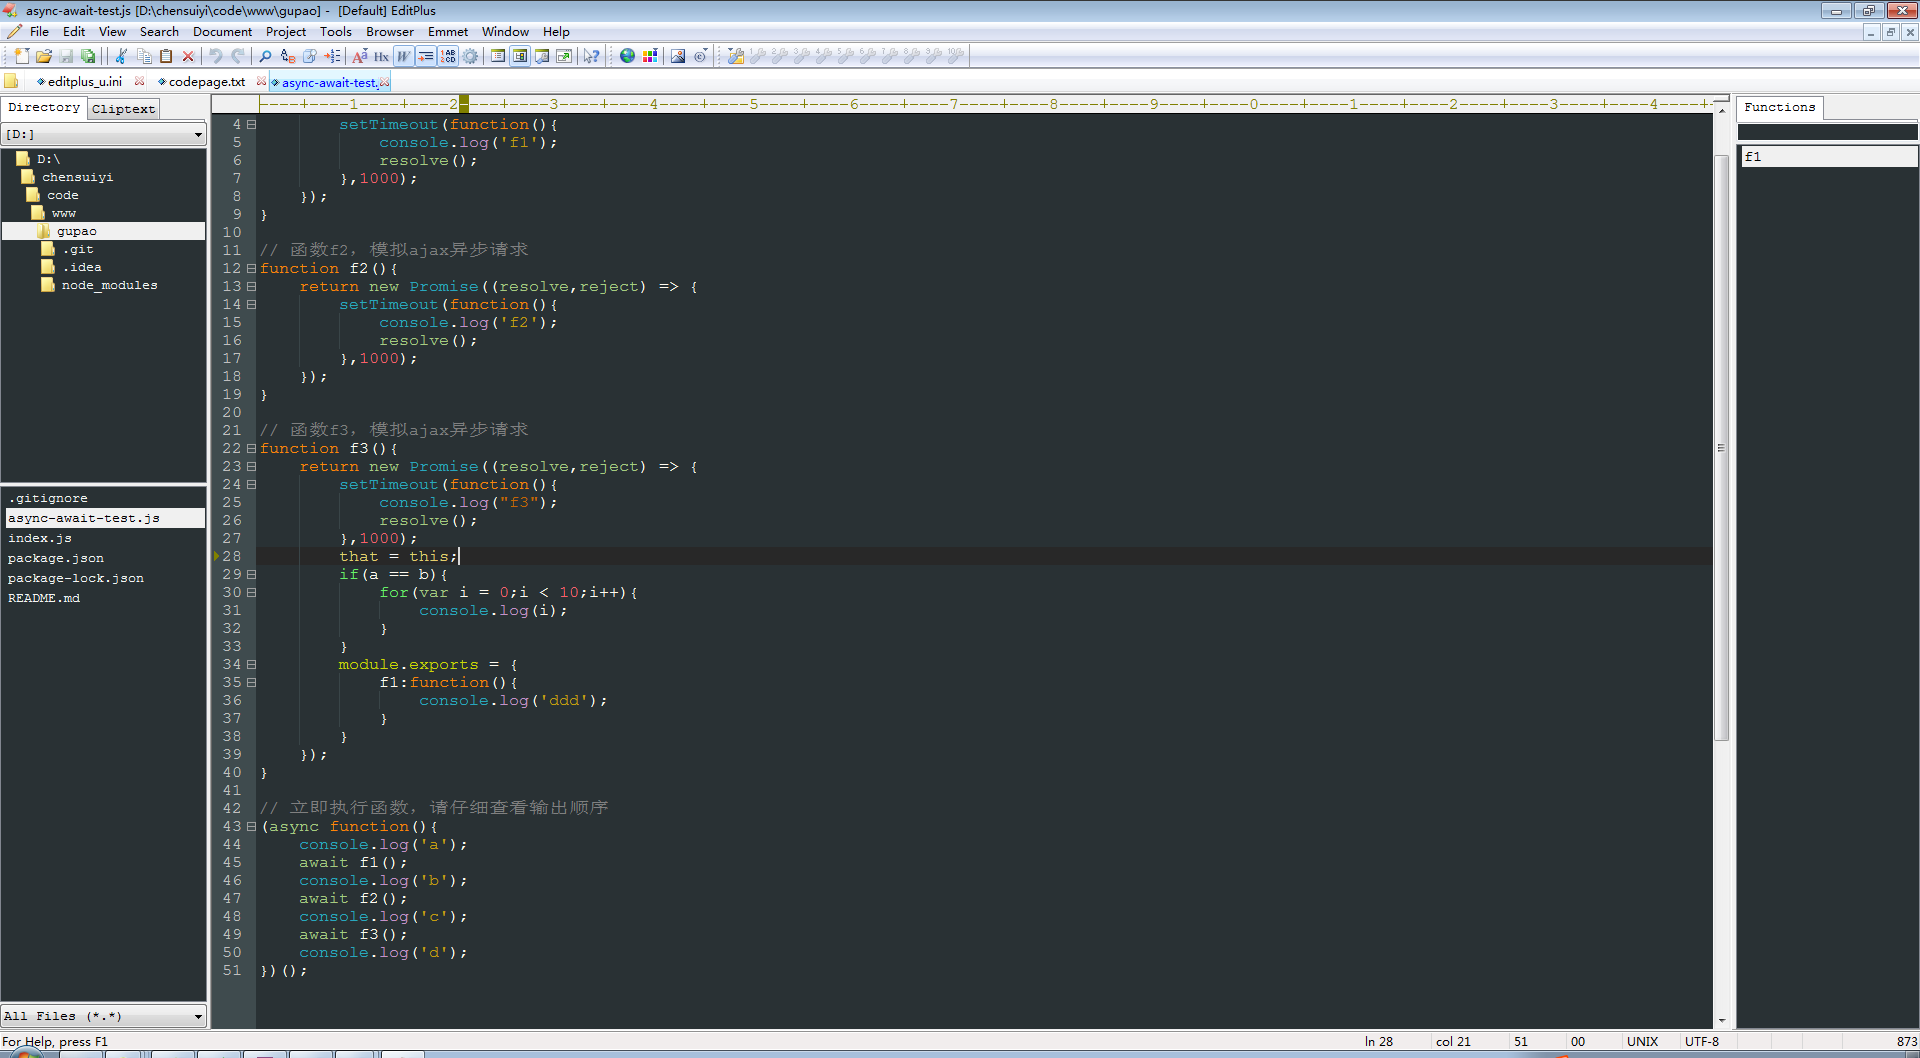 async-await-test.js [D:\chensuiyi\code\www\gupao] -   [Default] EditPlus
File Edit View Search Document Project Tools Browser Emmet Window Help
editplus_u.ini codepage.txt async-await-test.
Directory Cliptext
[D:]
D:\
chensuiyi
code
www
gupao
.git
.idea
node_modules
.gitignore
async-await-test.js
index.js
package.json
package-lock.json
README.md
All Files (*.*)
----+----1----+----2----+----3----+----4----+----5----+----6----+----7----+----8----+----9----+----0----+----1----+----2----+----3----+----4----+
4         setTimeout(function(){
5             console.log('f1');
6             resolve();
7         },1000);
8     });
9 }
10
11 // 函数f2, 模拟ajax异步请求
12 function f2(){
13     return new Promise((resolve,reject) => {
14         setTimeout(function(){
15             console.log('f2');
16             resolve();
17         },1000);
18     });
19 }
20
21 // 函数f3, 模拟ajax异步请求
22 function f3(){
23     return new Promise((resolve,reject) => {
24         setTimeout(function(){
25             console.log("f3");
26             resolve();
27         },1000);
28         that = this;
29         if(a == b){
30             for(var i = 0;i < 10;i++){
31                 console.log(i);
32             }
33         }
34         module.exports = {
35             f1:function(){
36                 console.log('ddd');
37             }
38         }
39     });
40 }
41
42 // 立即执行函数, 请仔细查看输出顺序
43 (async function(){
44     console.log('a');
45     await f1();
46     console.log('b');
47     await f2();
48     console.log('c');
49     await f3();
50     console.log('d');
51 })();
Functions
f1
For Help, press F1
ln 28 col 21 51 00 UNIX UTF-8 873